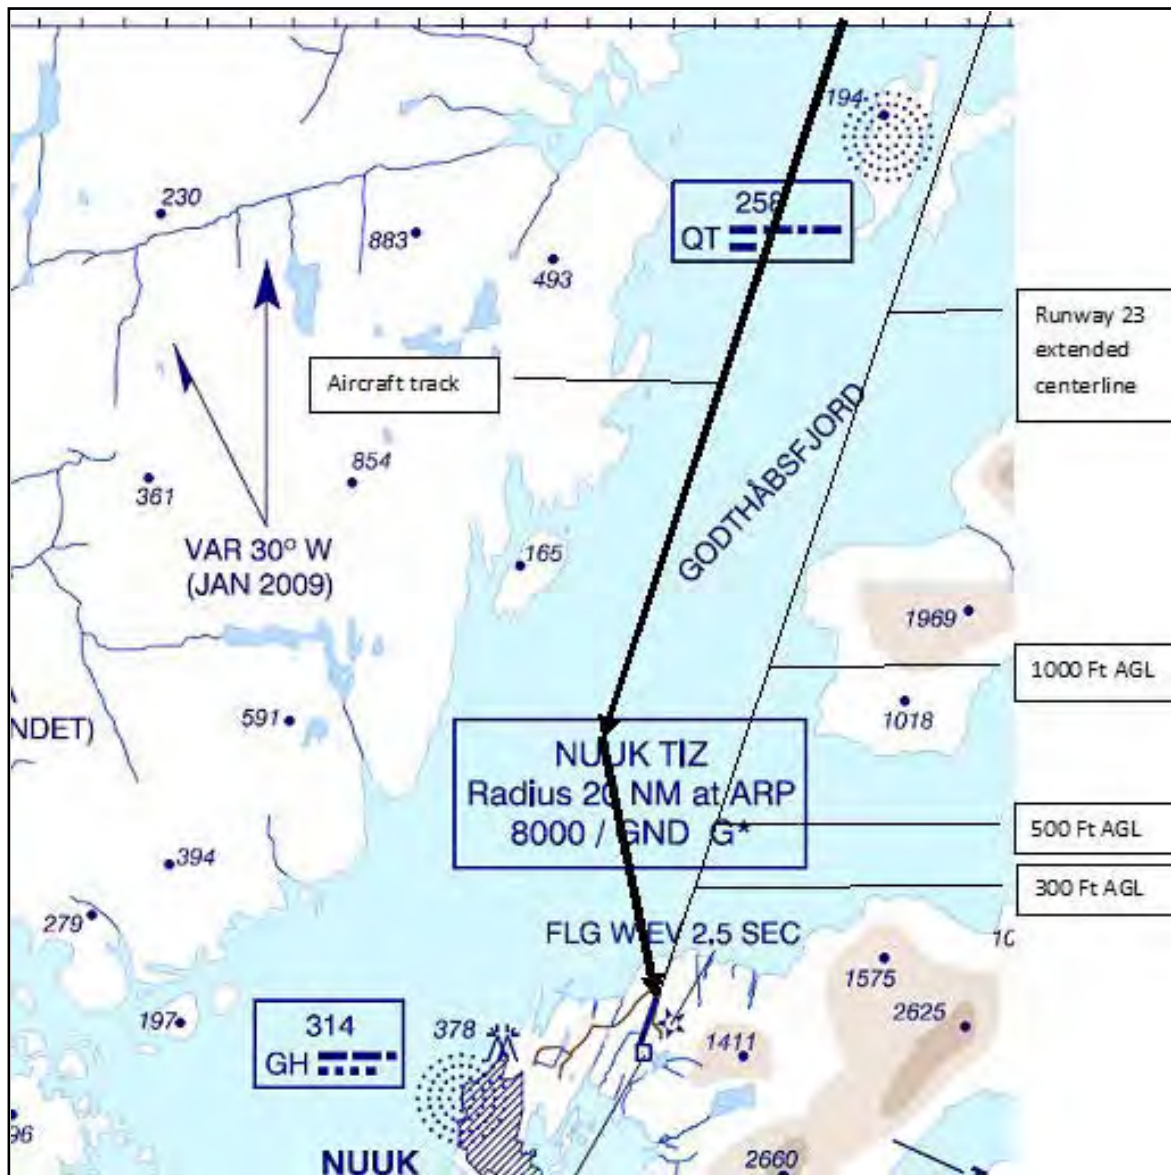 194
230
258
QT
883
493
Runway 23
extended
centerline
Aircraft track
GODTHÅBSFJORD
854
361
VAR 30° W
(JAN 2009)
165
1969
1000 Ft AGL
1018
591
NDET)
NUUK TIZ
Radius 20 NM at ARP
8000 / GND G*
500 Ft AGL
394
300 Ft AGL
279
FLG W EV 2.5 SEC
10
1575
197
314
GH
378
2625
1411
96
NUUK
2660